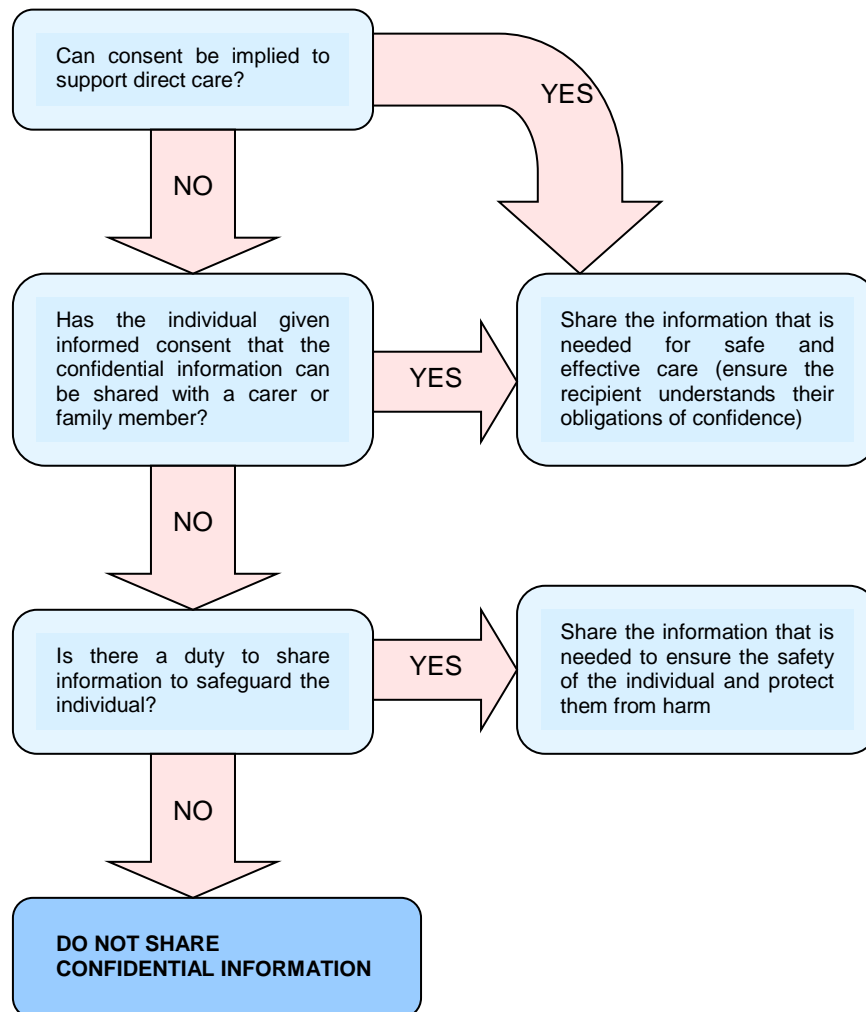 Can consent be implied to
support direct care?
YES
NO
Has the individual given
informed consent that the
confidential information can
be shared with a carer or
family member?
YES
Share the information that is
needed for safe and
effective care (ensure the
recipient understands their
obligations of confidence)
NO
Is there a duty to share
information to safeguard the
individual?
YES
Share the information that is
needed to ensure the safety
of the individual and protect
them from harm
NO
DO NOT SHARE
CONFIDENTIAL INFORMATION